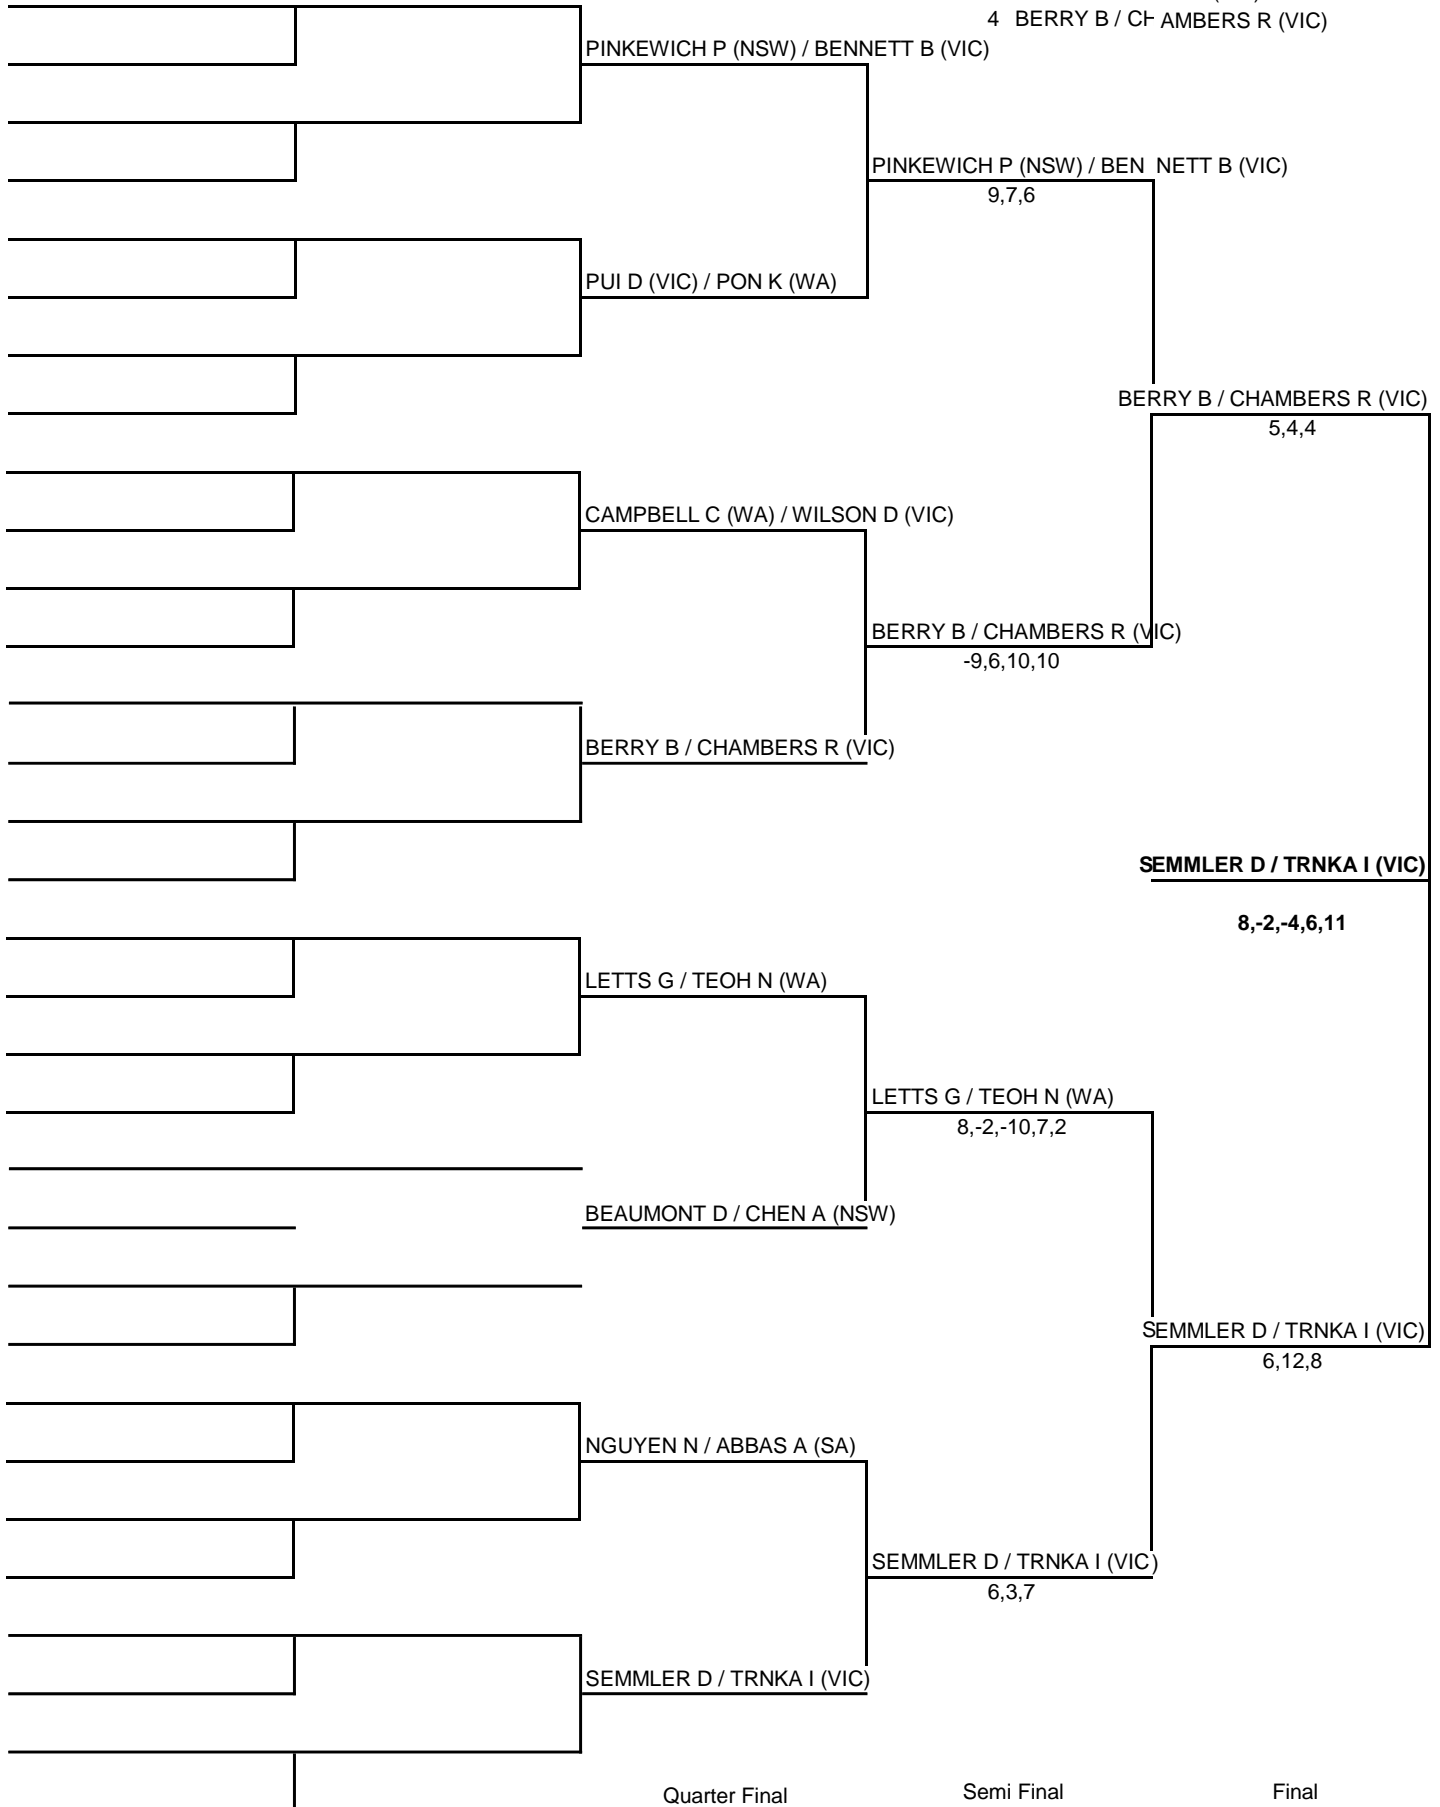 4 BERRY B / CHAMBERS R (VIC)
PINKEWICH P (NSW) / BENNETT B (VIC)
PINKEWICH P (NSW) / BEN NETT B (VIC)
9,7,6
PUI D (VIC) / PON K (WA)
BERRY B / CHAMBERS R (VIC)
5,4,4
CAMPBELL C (WA) / WILSON D (VIC)
BERRY B / CHAMBERS R (VIC)
-9,6,10,10
BERRY B / CHAMBERS R (VIC)
SEMMLER D / TRNKA I (VIC)
8,-2,-4,6,11
LETTS G / TEOH N (WA)
LETTS G / TEOH N (WA)
8,-2,-10,7,2
BEAUMONT D / CHEN A (NSW)
SEMMLER D / TRNKA I (VIC)
6,12,8
NGUYEN N / ABBAS A (SA)
SEMMLER D / TRNKA I (VIC)
6,3,7
SEMMLER D / TRNKA I (VIC)
Quarter Final Semi Final Final